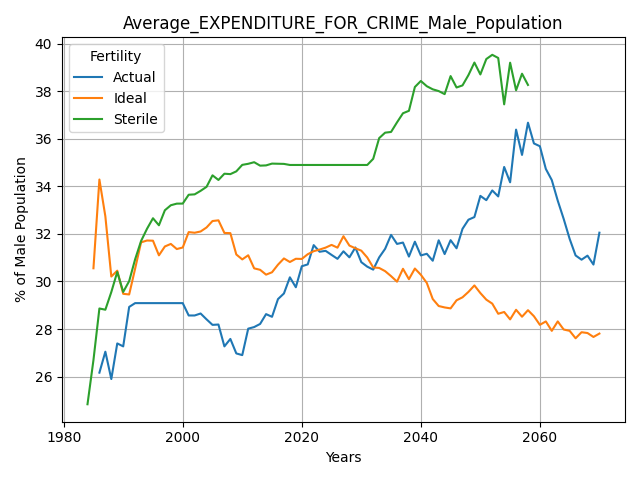 Average_EXPENDITURE_FOR_CRIME_Male_Population
% of Male Population
40
38
36
34
32
30
28
26
Fertility
Actual
Ideal
Sterile
1980
2000
2020
2040
2060
Years